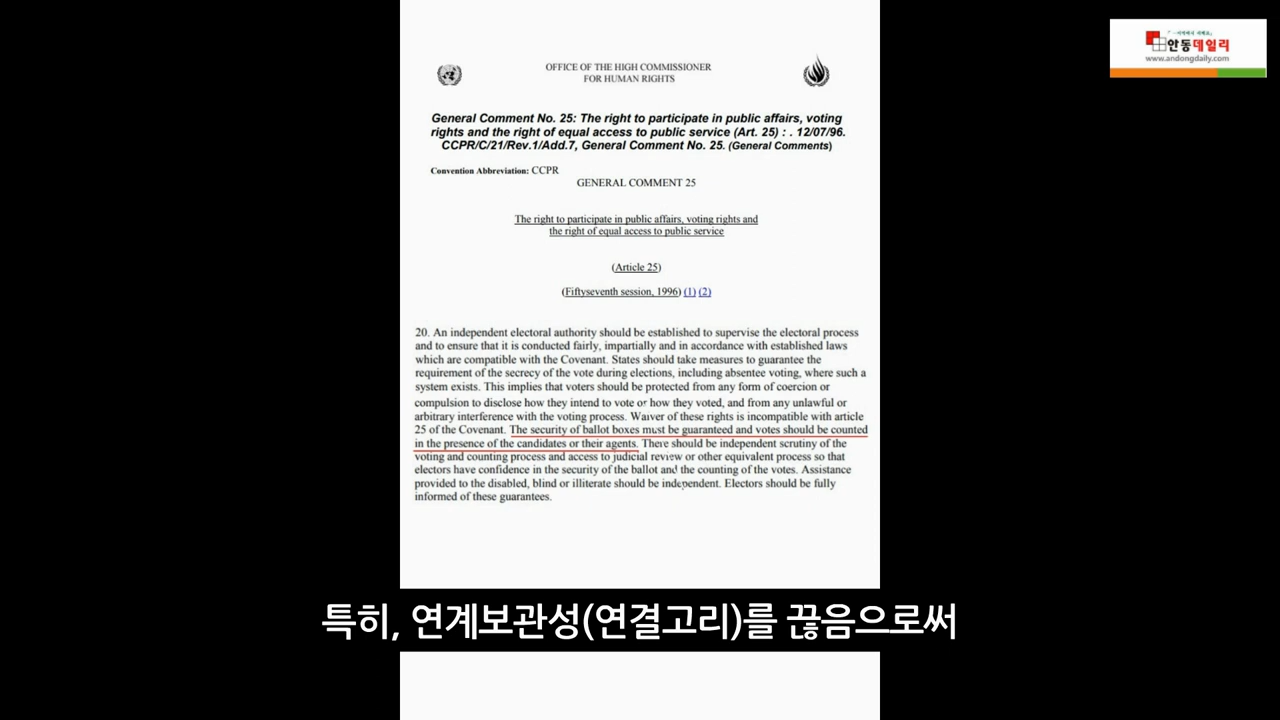 안동데일리
www.andongdaily.com
OFFICE OF THE HIGH COMMISSIONER
FOR HUMAN RIGHTS
General Comment No. 25: The right to participate in public affairs, voting
rights and the right of equal access to public service (Art. 25) : . 12/07/96.
CCPR/C/21/Rev.1/Add.7, General Comment No. 25. (General Comments)
Convention Abbreviation: CCPR
GENERAL COMMENT 25
The right to participate in public affairs, voting rights and
the right of equal access to public service
(Article 25)
(Fiftyseventh session, 1996) (1) (2)
20. An independent electoral authority should be established to supervise the electoral process
and to ensure that it is conducted fairly, impartially and in accordance with established laws
which are compatible with the Covenant. States should take measures to guarantee the
requirement of the secrecy of the vote during elections, including absentee voting, where such a
system exists. This implies that voters should be protected from any form of coercion or
compulsion to disclose how they intend to vote or how they voted, and from any unlawful or
arbitrary interference with the voting process. Waiver of these rights is incompatible with article
25 of the Covenant. The security of ballot boxes must be guaranteed and votes should be counted
in the presence of the candidates or their agents. There should be independent scrutiny of the
voting and counting process and access to judicial review or other equivalent process so that
electors have confidence in the security of the ballot and the counting of the votes. Assistance
provided to the disabled, blind or illiterate should be independent. Electors should be fully
informed of these guarantees.
특히, 연계보관성(연결고리)를 끊음으로써